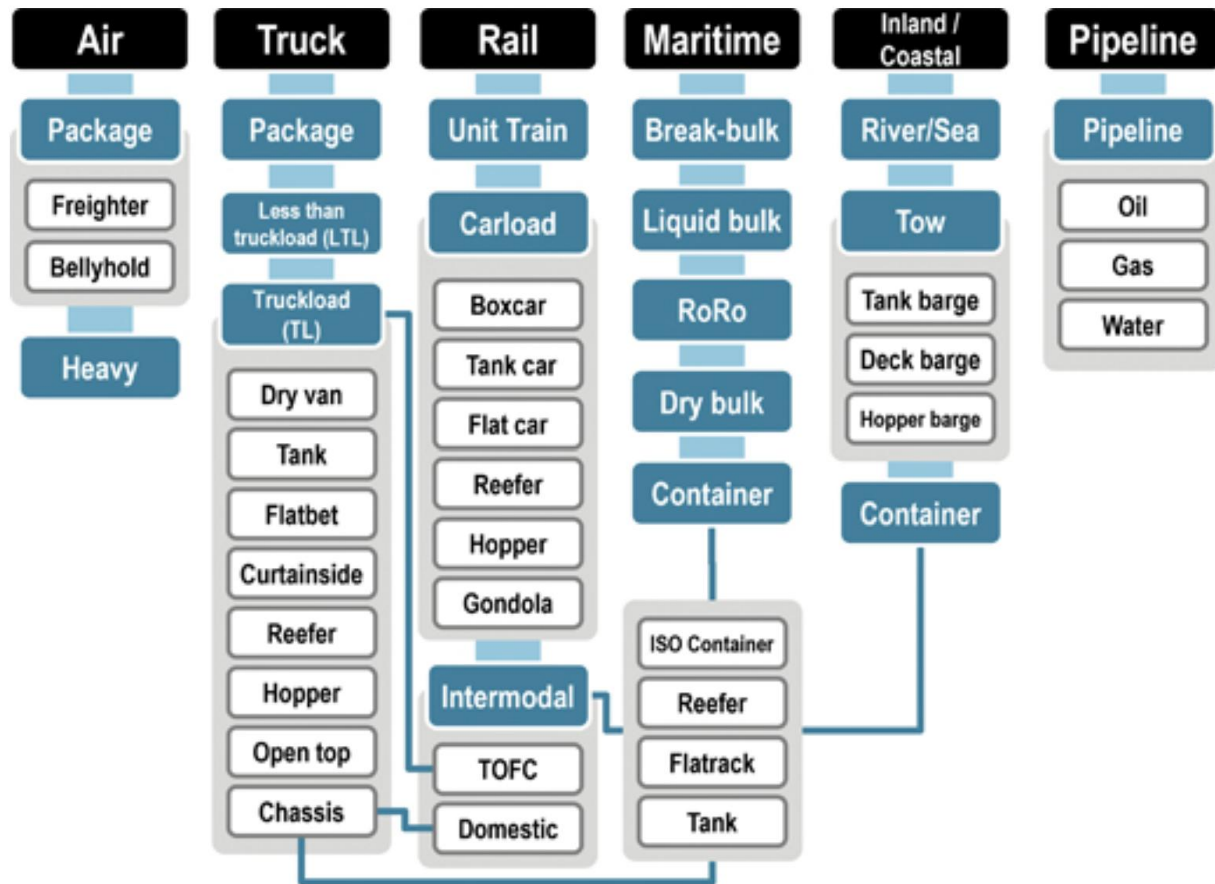 Air
Package
Freighter
Bellyhold
Heavy
Truck
Package
Less than
truckload (LTL)
Truckload
(TL)
Dry van
Tank
Flatbet
Curtainside
Reefer
Hopper
Open top
Chassis
Rail
Unit Train
Carload
Boxcar
Tank car
Flat car
Reefer
Hopper
Gondola
Intermodal
TOFC
Domestic
Maritime
Break-bulk
Liquid bulk
RoRo
Dry bulk
Container
ISO Container
Reefer
Flatrack
Tank
Inland /
Coastal
River/Sea
Tow
Tank barge
Deck barge
Hopper barge
Container
Pipeline
Pipeline
Oil
Gas
Water